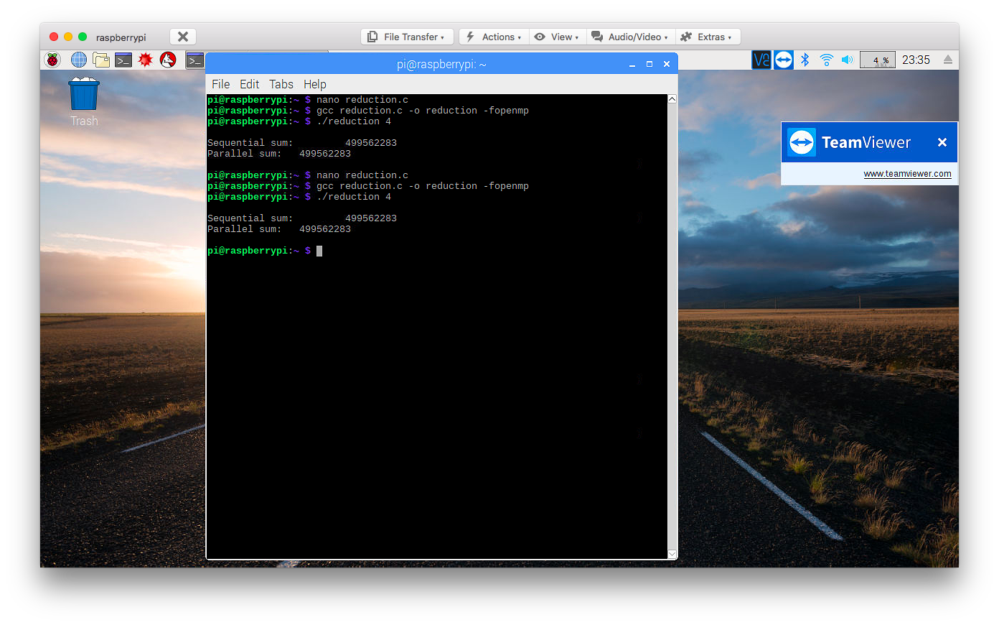 raspberrypi
File Transfer
Actions
View
Audio/Video
Extras
pi@raspberrypi: ~
4 %
23:35
File Edit Tabs Help
Trash
pi@raspberrypi:~ $ nano reduction.c
pi@raspberrypi:~ $ gcc reduction.c -o reduction -fopenmp
pi@raspberrypi:~ $ ./reduction 4
Sequential sum:         499562283
Parallel sum:   499562283
pi@raspberrypi:~ $ nano reduction.c
pi@raspberrypi:~ $ gcc reduction.c -o reduction -fopenmp
pi@raspberrypi:~ $ ./reduction 4
Sequential sum:         499562283
Parallel sum:   499562283
pi@raspberrypi:~ $
TeamViewer
www.teamviewer.com